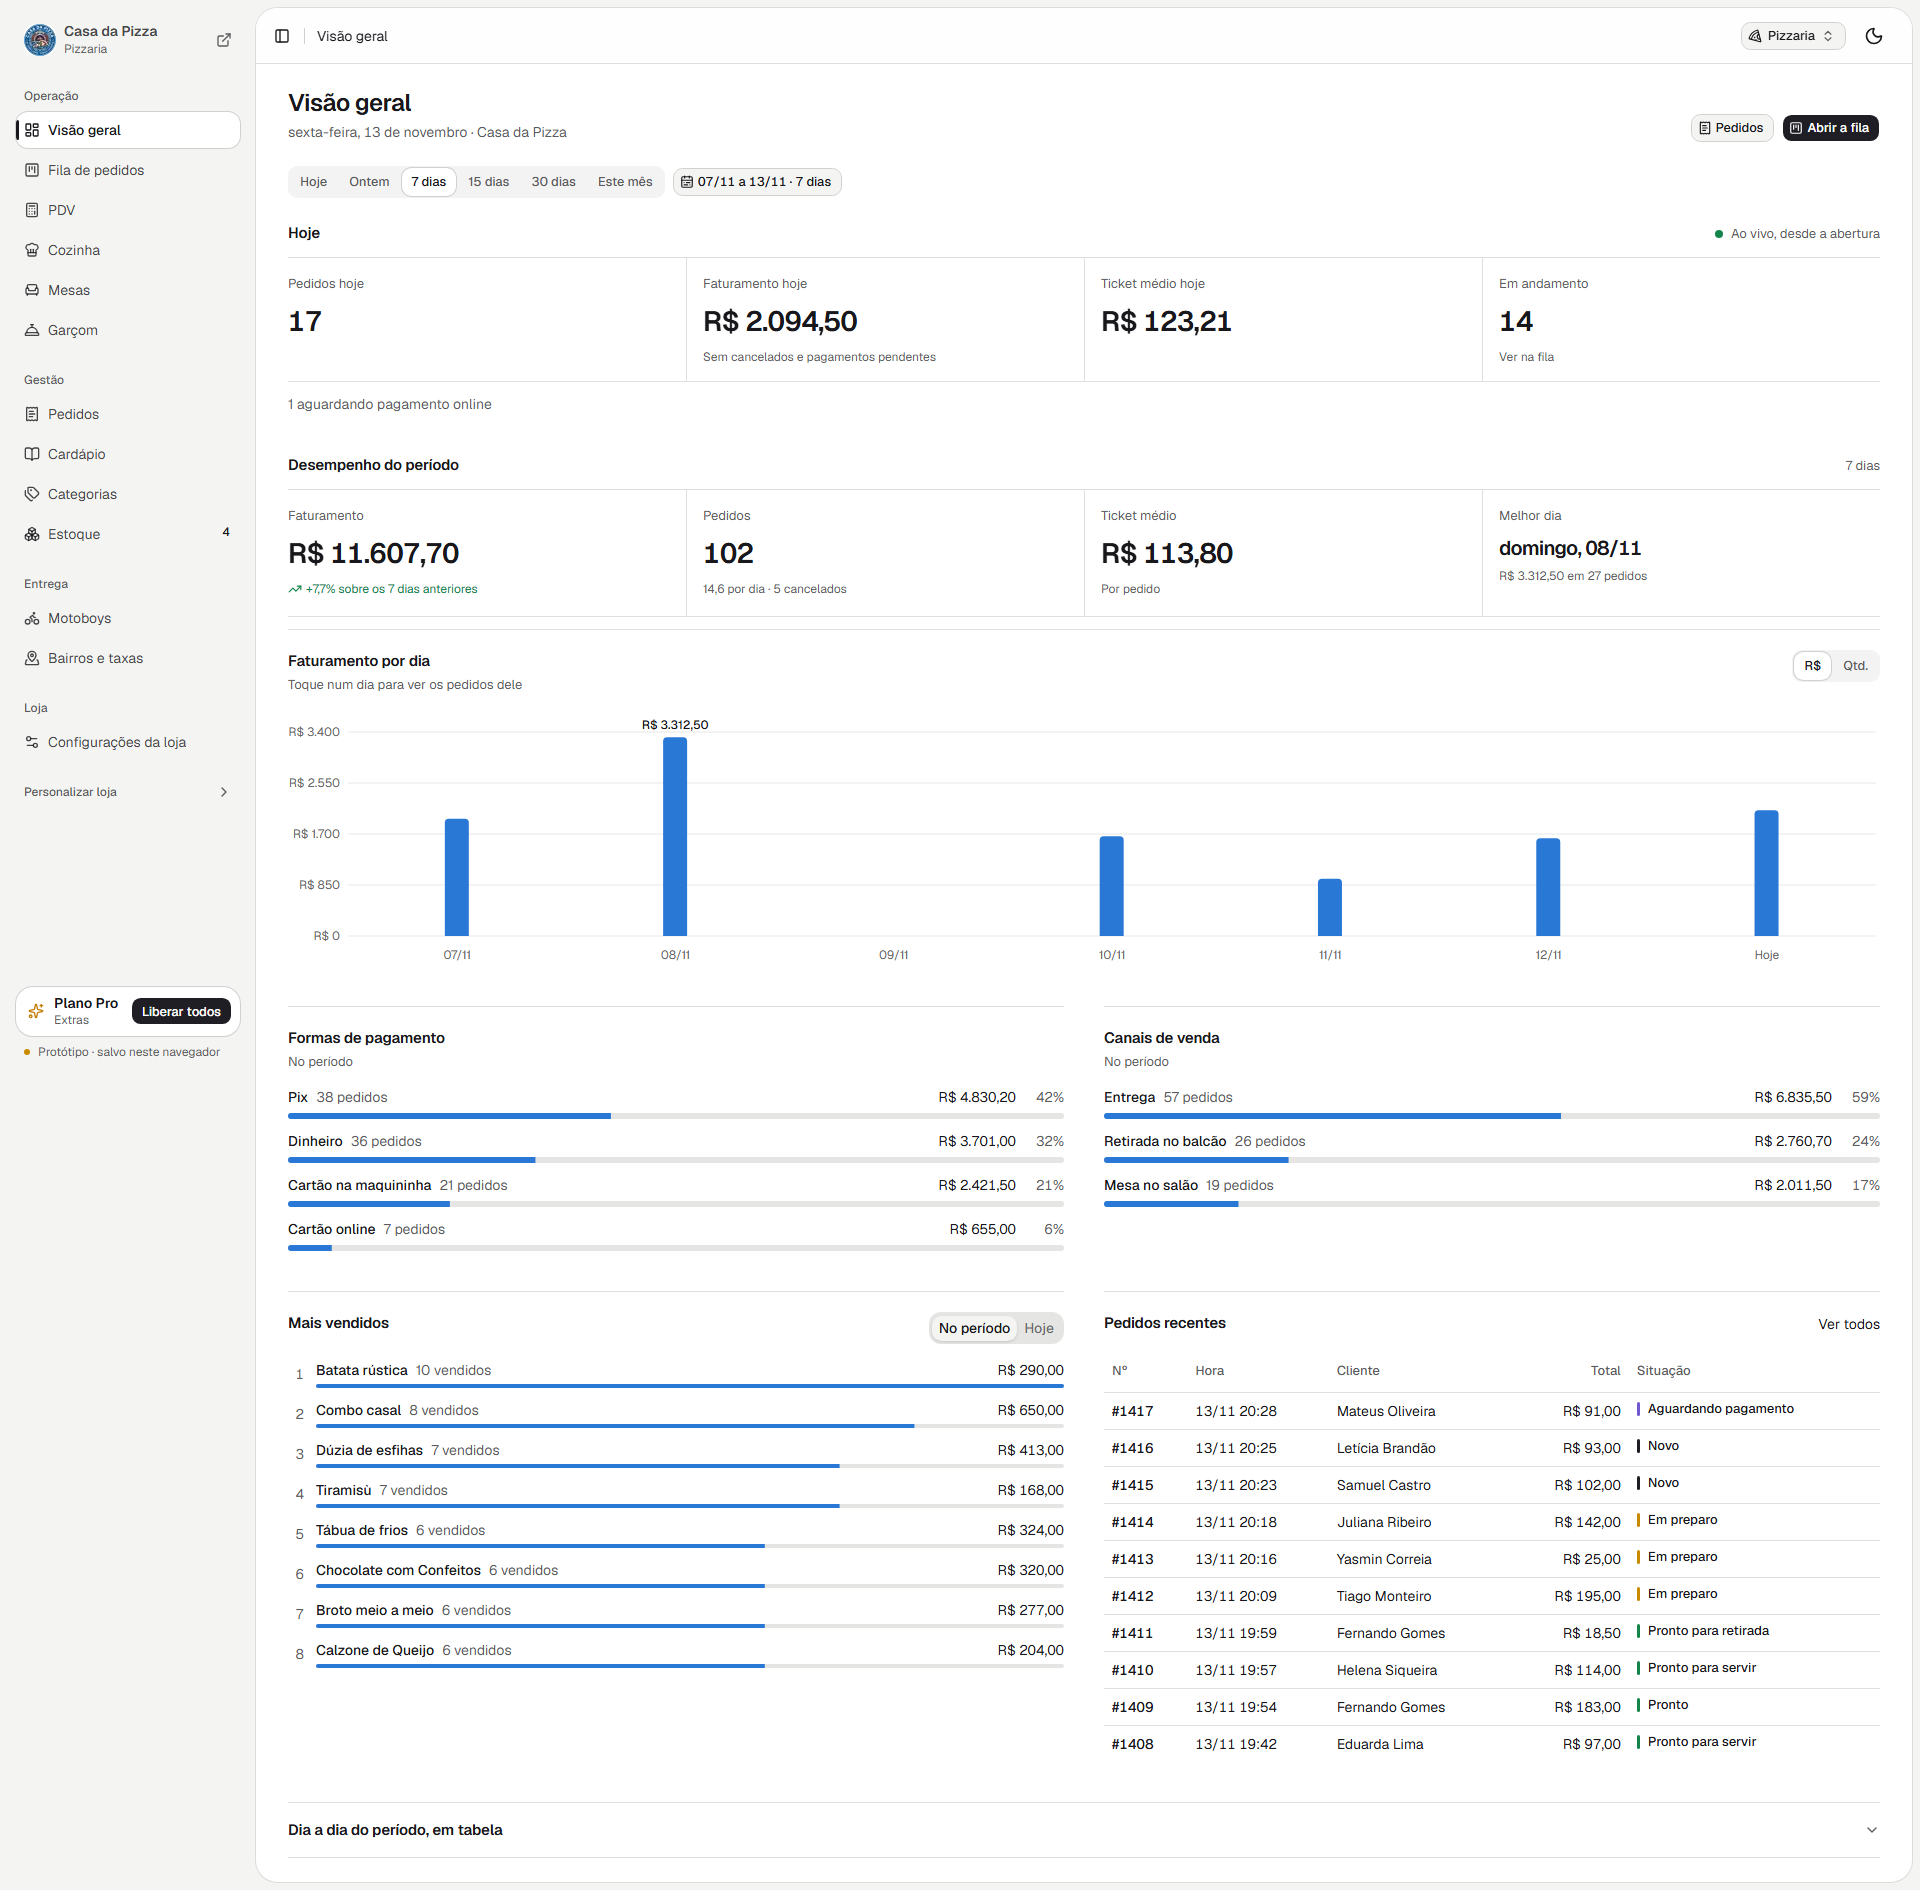 Casa da Pizza
Pizzaria
Operação
Visão geral
Fila de pedidos
PDV
Cozinha
Mesas
Garçom
Gestão
Pedidos
Cardápio
Categorias
Estoque 4
Entrega
Motoboys
Bairros e taxas
Loja
Configurações da loja
Personalizar loja
Plano Pro
Extras
Liberar todos
Protótipo · salvo neste navegador
Visão geral
Pizzaria
Visão geral
sexta-feira, 13 de novembro · Casa da Pizza
Pedidos
Abrir a fila
Hoje Ontem 7 dias 15 dias 30 dias Este mês
07/11 a 13/11 · 7 dias
Hoje
Ao vivo, desde a abertura
Pedidos hoje
17
Faturamento hoje
R$ 2.094,50
Sem cancelados e pagamentos pendentes
Ticket médio hoje
R$ 123,21
Em andamento
14
Ver na fila
1 aguardando pagamento online
Desempenho do período
7 dias
Faturamento
R$ 11.607,70
+7,7% sobre os 7 dias anteriores
Pedidos
102
14,6 por dia · 5 cancelados
Ticket médio
R$ 113,80
Por pedido
Melhor dia
domingo, 08/11
R$ 3.312,50 em 27 pedidos
Faturamento por dia
Toque num dia para ver os pedidos dele
R$ Qtd.
R$ 3.312,50
R$ 3.400
R$ 2.550
R$ 1.700
R$ 850
R$ 0
07/11 08/11 09/11 10/11 11/11 12/11 Hoje
Formas de pagamento
No período
Pix 38 pedidos R$ 4.830,20 42%
Dinheiro 36 pedidos R$ 3.701,00 32%
Cartão na maquininha 21 pedidos R$ 2.421,50 21%
Cartão online 7 pedidos R$ 655,00 6%
Canais de venda
No período
Entrega 57 pedidos R$ 6.835,50 59%
Retirada no balcão 26 pedidos R$ 2.760,70 24%
Mesa no salão 19 pedidos R$ 2.011,50 17%
Mais vendidos
No período Hoje
1 Batata rústica 10 vendidos R$ 290,00
2 Combo casal 8 vendidos R$ 650,00
3 Dúzia de esfihas 7 vendidos R$ 413,00
4 Tiramisù 7 vendidos R$ 168,00
5 Tábua de frios 6 vendidos R$ 324,00
6 Chocolate com Confeitos 6 vendidos R$ 320,00
7 Broto meio a meio 6 vendidos R$ 277,00
8 Calzone de Queijo 6 vendidos R$ 204,00
Pedidos recentes
Ver todos
Nº Hora Cliente Total Situação
#1417 13/11 20:28 Mateus Oliveira R$ 91,00 Aguardando pagamento
#1416 13/11 20:25 Letícia Brandão R$ 93,00 Novo
#1415 13/11 20:23 Samuel Castro R$ 102,00 Novo
#1414 13/11 20:18 Juliana Ribeiro R$ 142,00 Em preparo
#1413 13/11 20:16 Yasmin Correia R$ 25,00 Em preparo
#1412 13/11 20:09 Tiago Monteiro R$ 195,00 Em preparo
#1411 13/11 19:59 Fernando Gomes R$ 18,50 Pronto para retirada
#1410 13/11 19:57 Helena Siqueira R$ 114,00 Pronto para servir
#1409 13/11 19:54 Fernando Gomes R$ 183,00 Pronto
#1408 13/11 19:42 Eduarda Lima R$ 97,00 Pronto para servir
Dia a dia do período, em tabela